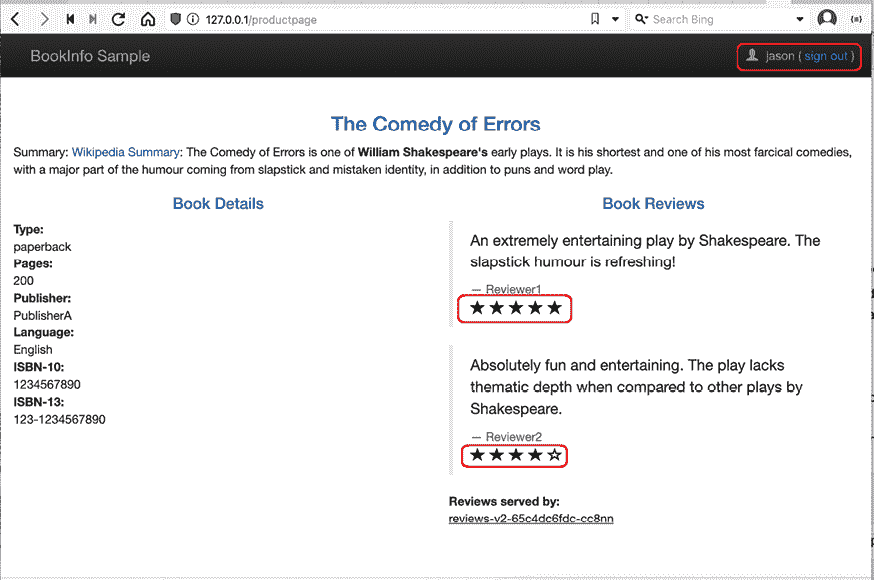 127.0.0.1/productpage
Search Bing
BookInfo Sample
jason ( sign out )
The Comedy of Errors
Summary: Wikipedia Summary: The Comedy of Errors is one of William Shakespeare's early plays. It is his shortest and one of his most farcical comedies,
with a major part of the humour coming from slapstick and mistaken identity, in addition to puns and word play.
Book Details
Type:
paperback
Pages:
200
Publisher:
PublisherA
Language:
English
ISBN-10:
1234567890
ISBN-13:
123-1234567890
Book Reviews
An extremely entertaining play by Shakespeare. The
slapstick humour is refreshing!
— Reviewer1
★★★★★
Absolutely fun and entertaining. The play lacks
thematic depth when compared to other plays by
Shakespeare.
— Reviewer2
★★★★☆
Reviews served by:
reviews-v2-65c4dc6fdc-cc8nn